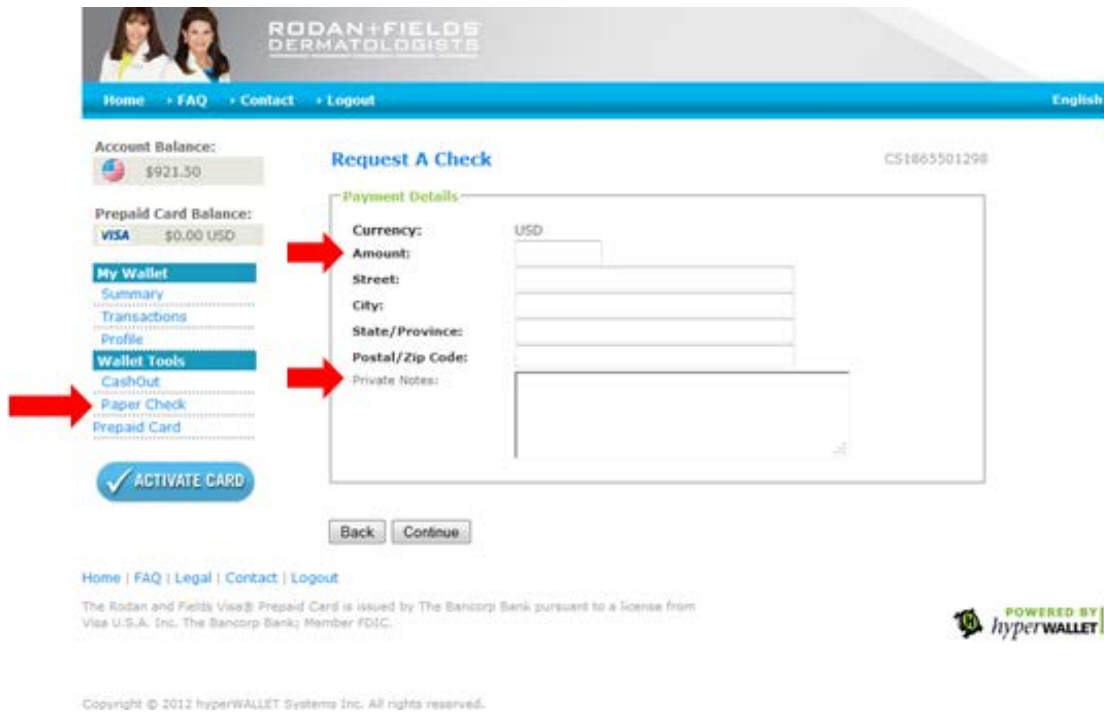 RODAN+FIELDS
DERMATOLOGISTS
Home › FAQ › Contact › Logout English
Account Balance:
$921.50
Prepaid Card Balance:
VISA $0.00 USD
My Wallet
Summary
Transactions
Profile
Wallet Tools
CashOut
Paper Check
Prepaid Card
ACTIVATE CARD
Request A Check CS1865501298
Payment Details
Currency: USD
Amount:
Street:
City:
State/Province:
Postal/Zip Code:
Private Notes:
Back Continue
Home | FAQ | Legal | Contact | Logout
The Rodan and Fields Visa® Prepaid Card is issued by The Bancorp Bank pursuant to a license from
Visa U.S.A. Inc. The Bancorp Bank; Member FDIC.
POWERED BY
hyperWALLET
Copyright © 2012 hyperWALLET Systems Inc. All rights reserved.